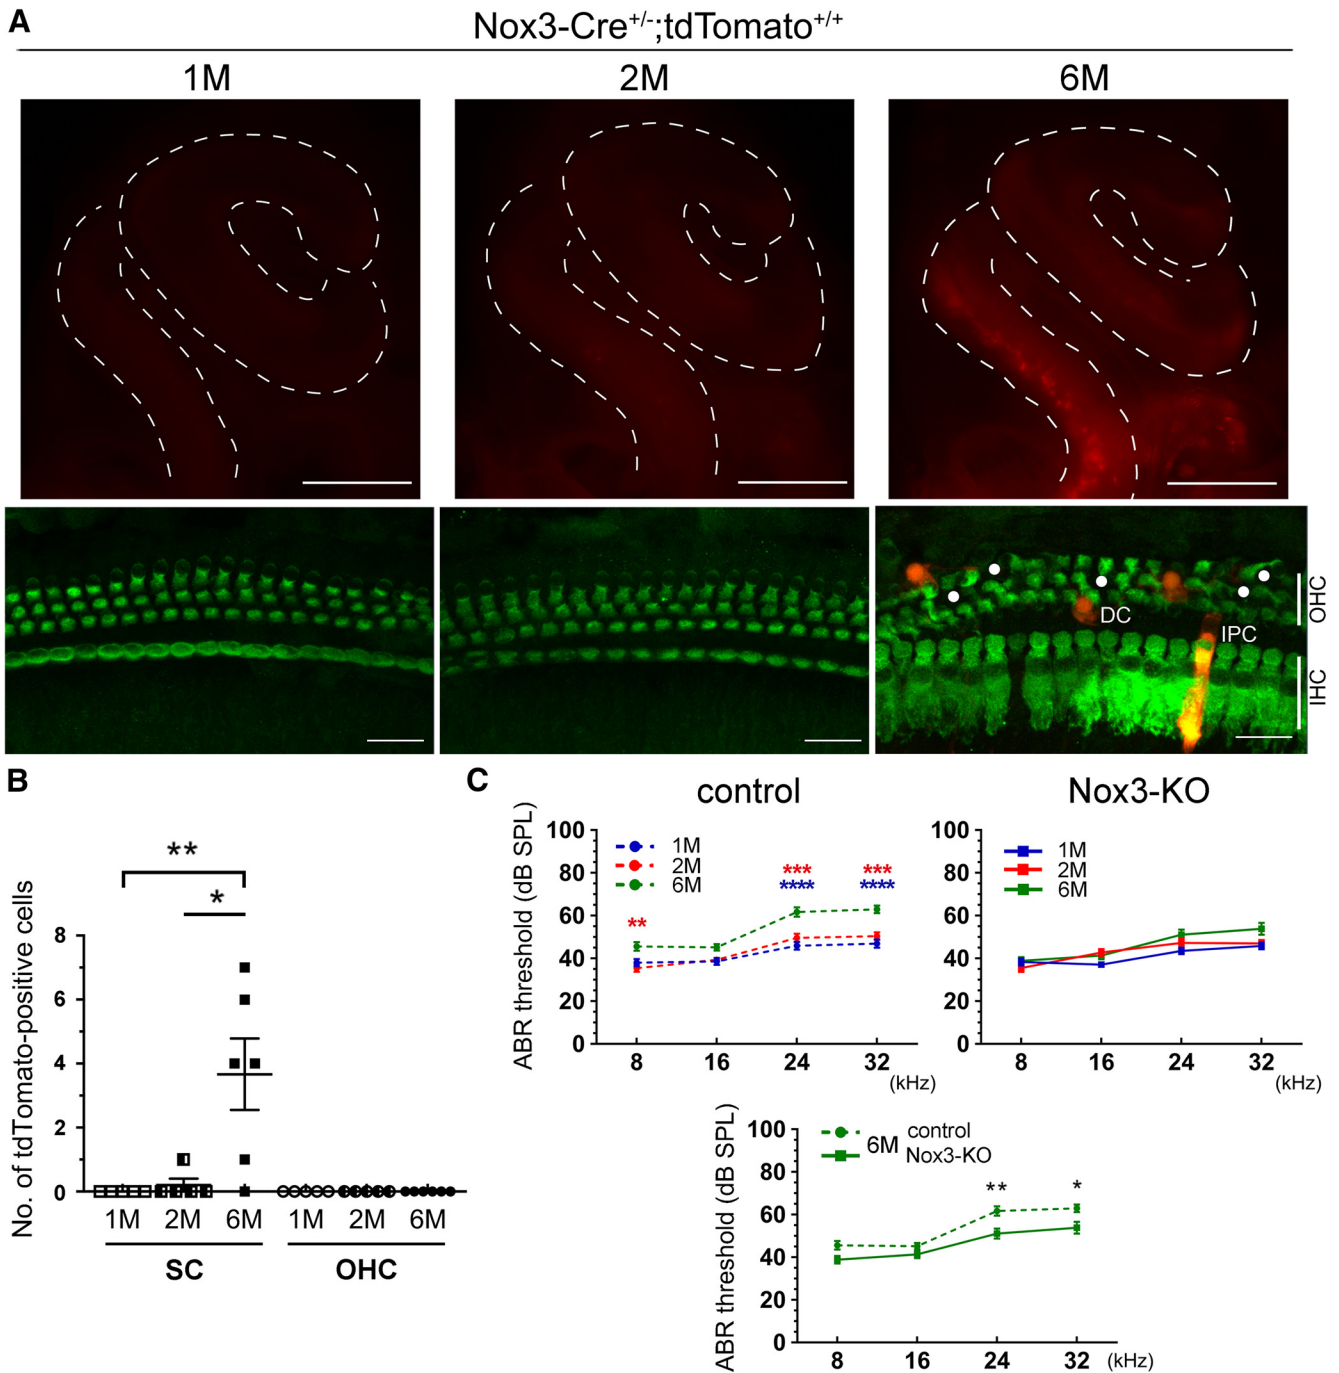 A
Nox3-Cre+/-;tdTomato+/+
1M 2M 6M
DC
IPC
OHC
IHC
B
**
*
No. of tdTomato-positive cells
8
6
4
2
0
1M 2M 6M 1M 2M 6M
SC OHC
C
control
ABR threshold (dB SPL)
100
80
60
40
20
0
1M
2M
6M
*** ***
**** ****
**
8 16 24 32
(kHz)
Nox3-KO
100
80
60
40
20
0
1M
2M
6M
8 16 24 32
(kHz)
ABR threshold (dB SPL)
100
80
60
40
20
0
6M control
Nox3-KO
** *
8 16 24 32 (kHz)